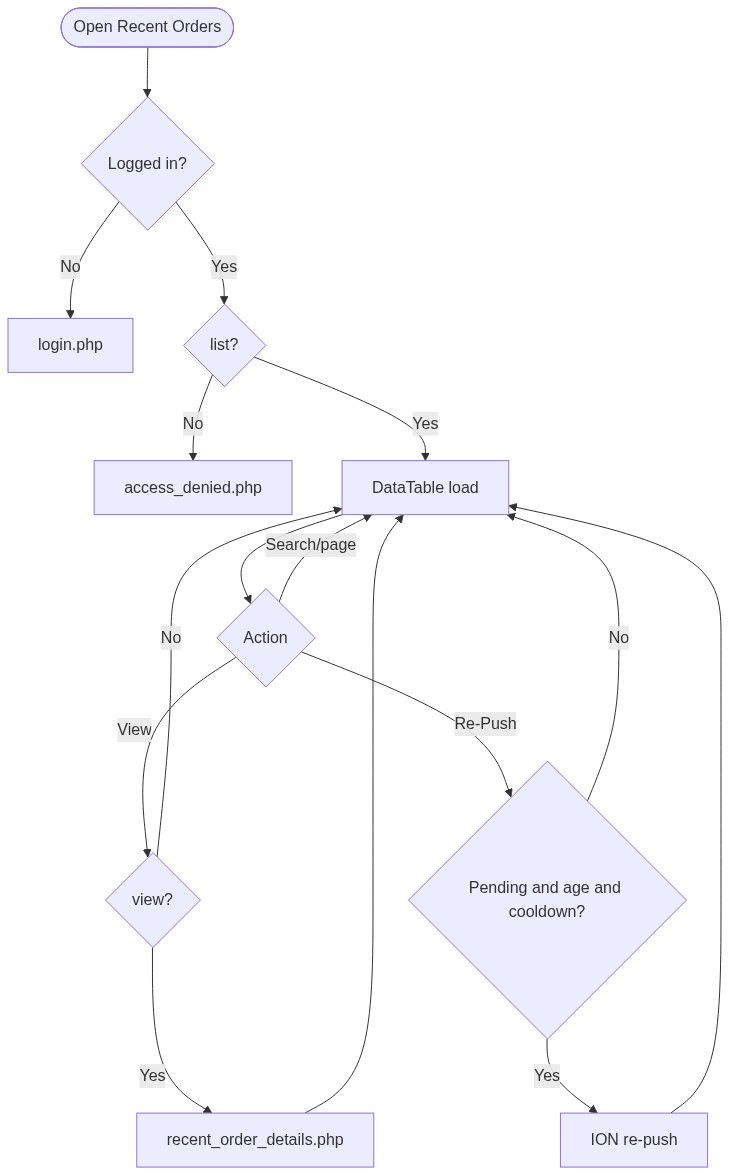 Open Recent Orders
Logged in?
No
Yes
login.php
list?
No
Yes
access_denied.php
DataTable load
Search/page
Action
No
No
View
Re-Push
view?
Pending and age and
cooldown?
Yes
Yes
recent_order_details.php
ION re-push